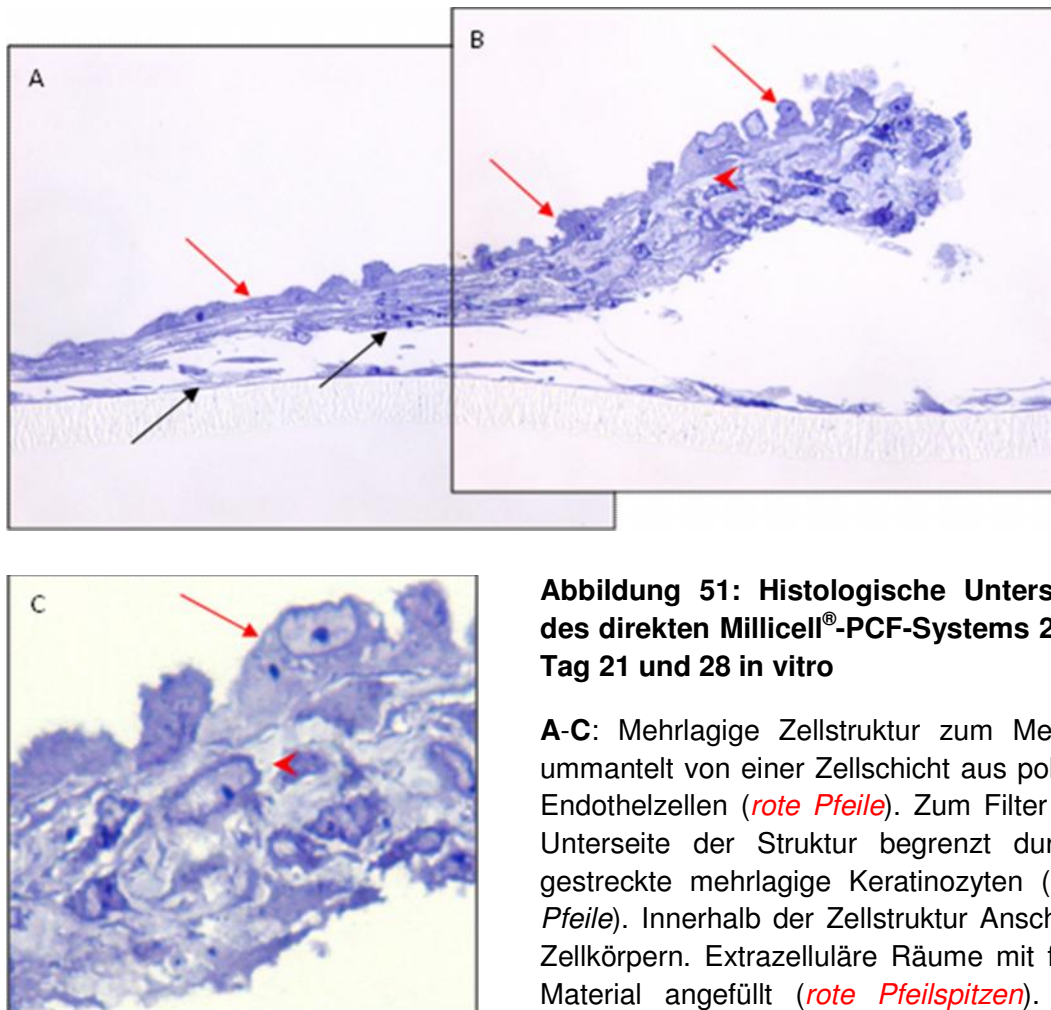 A
B
C
Abbildung 51: Histologische Unters
des direkten Millicell®-PCF-Systems 2
Tag 21 und 28 in vitro
A-C: Mehrlagige Zellstruktur zum Me
ummantelt von einer Zellschicht aus pol
Endothelzellen (rote Pfeile). Zum Filter
Unterseite der Struktur begrenzt dur
gestreckte mehrlagige Keratinozyten (
Pfeile). Innerhalb der Zellstruktur Ansch
Zellkörpern. Extrazelluläre Räume mit f
Material angefüllt (rote Pfeilspitzen).